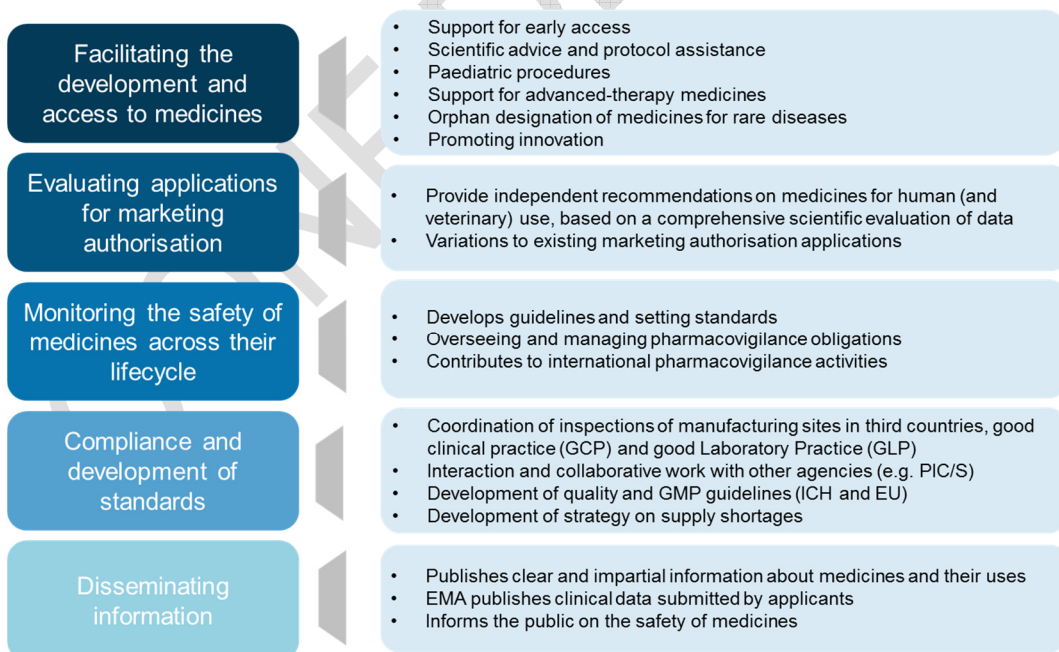 Facilitating the
development and
access to medicines
• Support for early access
• Scientific advice and protocol assistance
• Paediatric procedures
• Support for advanced-therapy medicines
• Orphan designation of medicines for rare diseases
• Promoting innovation
Evaluating applications
for marketing
authorisation
• Provide independent recommendations on medicines for human (and
veterinary) use, based on a comprehensive scientific evaluation of data
• Variations to existing marketing authorisation applications
Monitoring the safety of
medicines across their
lifecycle
• Develops guidelines and setting standards
• Overseeing and managing pharmacovigilance obligations
• Contributes to international pharmacovigilance activities
Compliance and
development of
standards
• Coordination of inspections of manufacturing sites in third countries, good
clinical practice (GCP) and good Laboratory Practice (GLP)
• Interaction and collaborative work with other agencies (e.g. PIC/S)
• Development of quality and GMP guidelines (ICH and EU)
• Development of strategy on supply shortages
Disseminating
information
• Publishes clear and impartial information about medicines and their uses
• EMA publishes clinical data submitted by applicants
• Informs the public on the safety of medicines